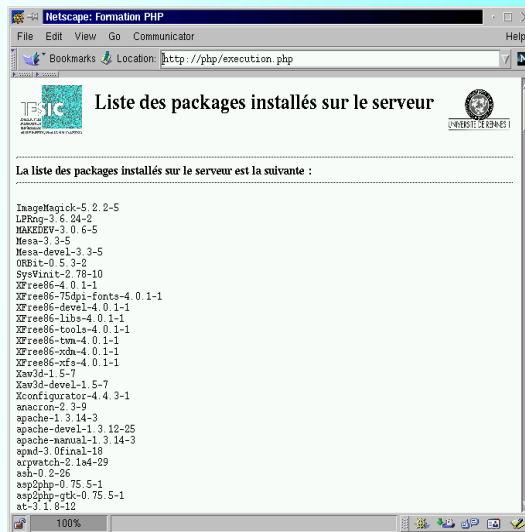 Netscape: Formation PHP
File Edit View Go Communicator Help
Bookmarks Location: http://php/execution.php
Liste des packages installés sur le serveur
UNIVERSITE DE RENNES I
La liste des packages installés sur le serveur est la suivante :
ImageMagick-5.2.2-5
LPRng-3.6.24-2
MAKEDEV-3.0.6-5
Mesa-3.3-5
Mesa-devel-3.3-5
ORBit-0.5.3-2
SysVinit-2.78-10
XFree86-4.0.1-1
XFree86-75dpi-fonts-4.0.1-1
XFree86-devel-4.0.1-1
XFree86-libs-4.0.1-1
XFree86-tools-4.0.1-1
XFree86-twm-4.0.1-1
XFree86-xdm-4.0.1-1
XFree86-xfs-4.0.1-1
Xaw3d-1.5-7
Xaw3d-devel-1.5-7
Xconfigurator-4.4.3-1
anacron-2.3-9
apache-1.3.14-3
apache-devel-1.3.12-25
apache-manual-1.3.14-3
apmd-3.0final-18
arpwatch-2.1a4-29
ash-0.2-26
asp2php-0.75.5-1
asp2php-gtk-0.75.5-1
at-3.1.8-12
100%